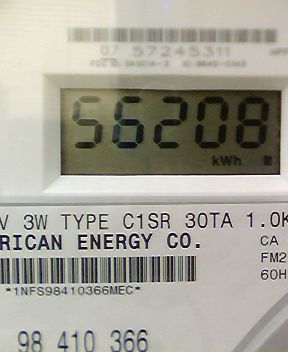 07 57245311
56208
kWh
V 3W TYPE C1SR 30TA 1.0K
RICAN ENERGY CO.
CA
FM2
60H
*1NFS98410366MEC*
98 410 366